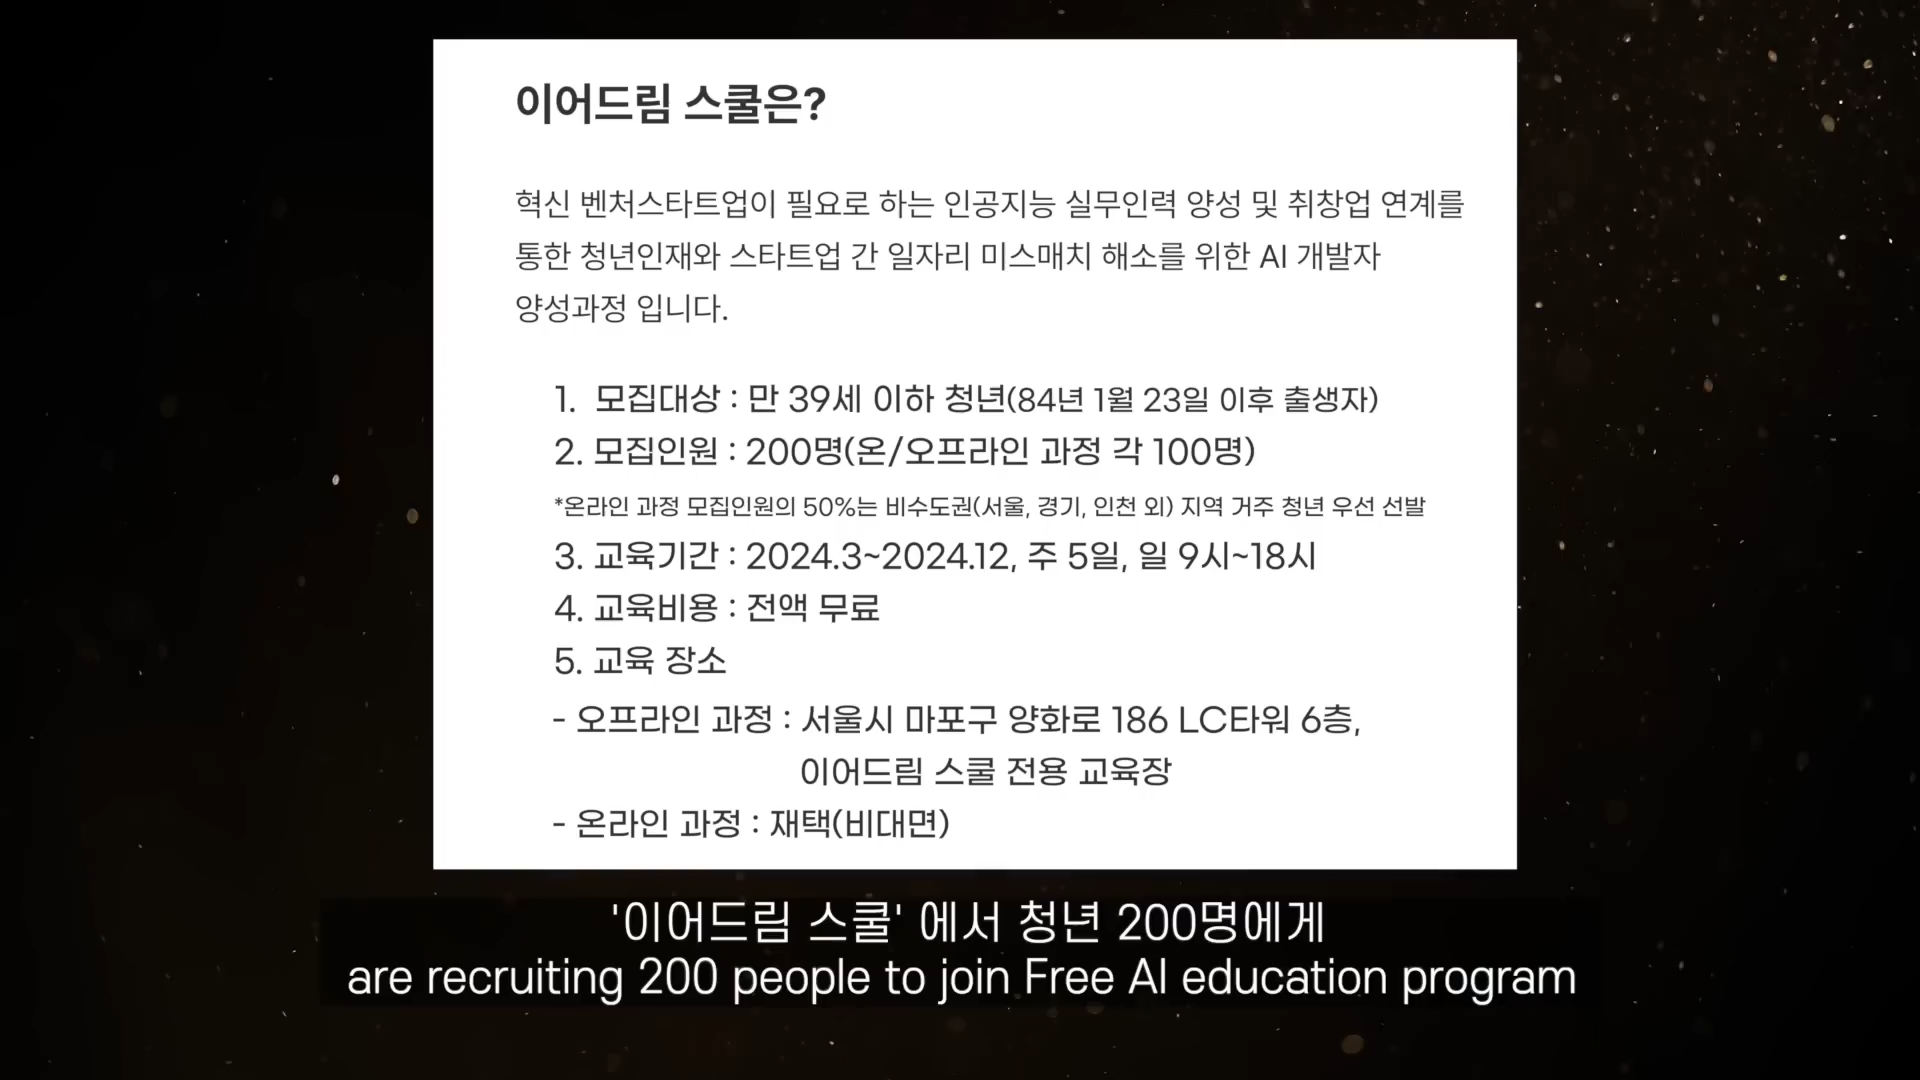 이어드림 스쿨은?
혁신 벤처스타트업이 필요로 하는 인공지능 실무인력 양성 및 취창업 연계를
통한 청년인재와 스타트업 간 일자리 미스매치 해소를 위한 AI 개발자
양성과정 입니다.
1. 모집대상 : 만 39세 이하 청년(84년 1월 23일 이후 출생자)
2. 모집인원 : 200명(온/오프라인 과정 각 100명)
*온라인 과정 모집인원의 50%는 비수도권(서울, 경기, 인천 외) 지역 거주 청년 우선 선발
3. 교육기간 : 2024.3~2024.12, 주 5일, 일 9시~18시
4. 교육비용 : 전액 무료
5. 교육 장소
- 오프라인 과정 : 서울시 마포구 양화로 186 LC타워 6층,
이어드림 스쿨 전용 교육장
- 온라인 과정 : 재택(비대면)
'이어드림 스쿨' 에서 청년 200명에게
are recruiting 200 people to join Free AI education program